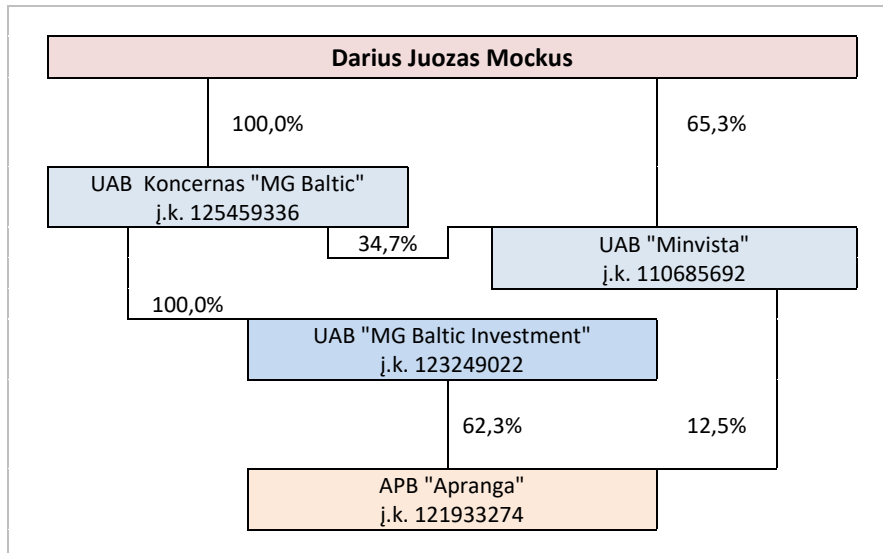 Darius Juozas Mockus
100,0%
65,3%
UAB  Koncernas "MG Baltic"
į.k. 125459336
34,7%
UAB "Minvista"
į.k. 110685692
100,0%
UAB "MG Baltic Investment"
į.k. 123249022
62,3%
12,5%
APB "Apranga"
į.k. 121933274